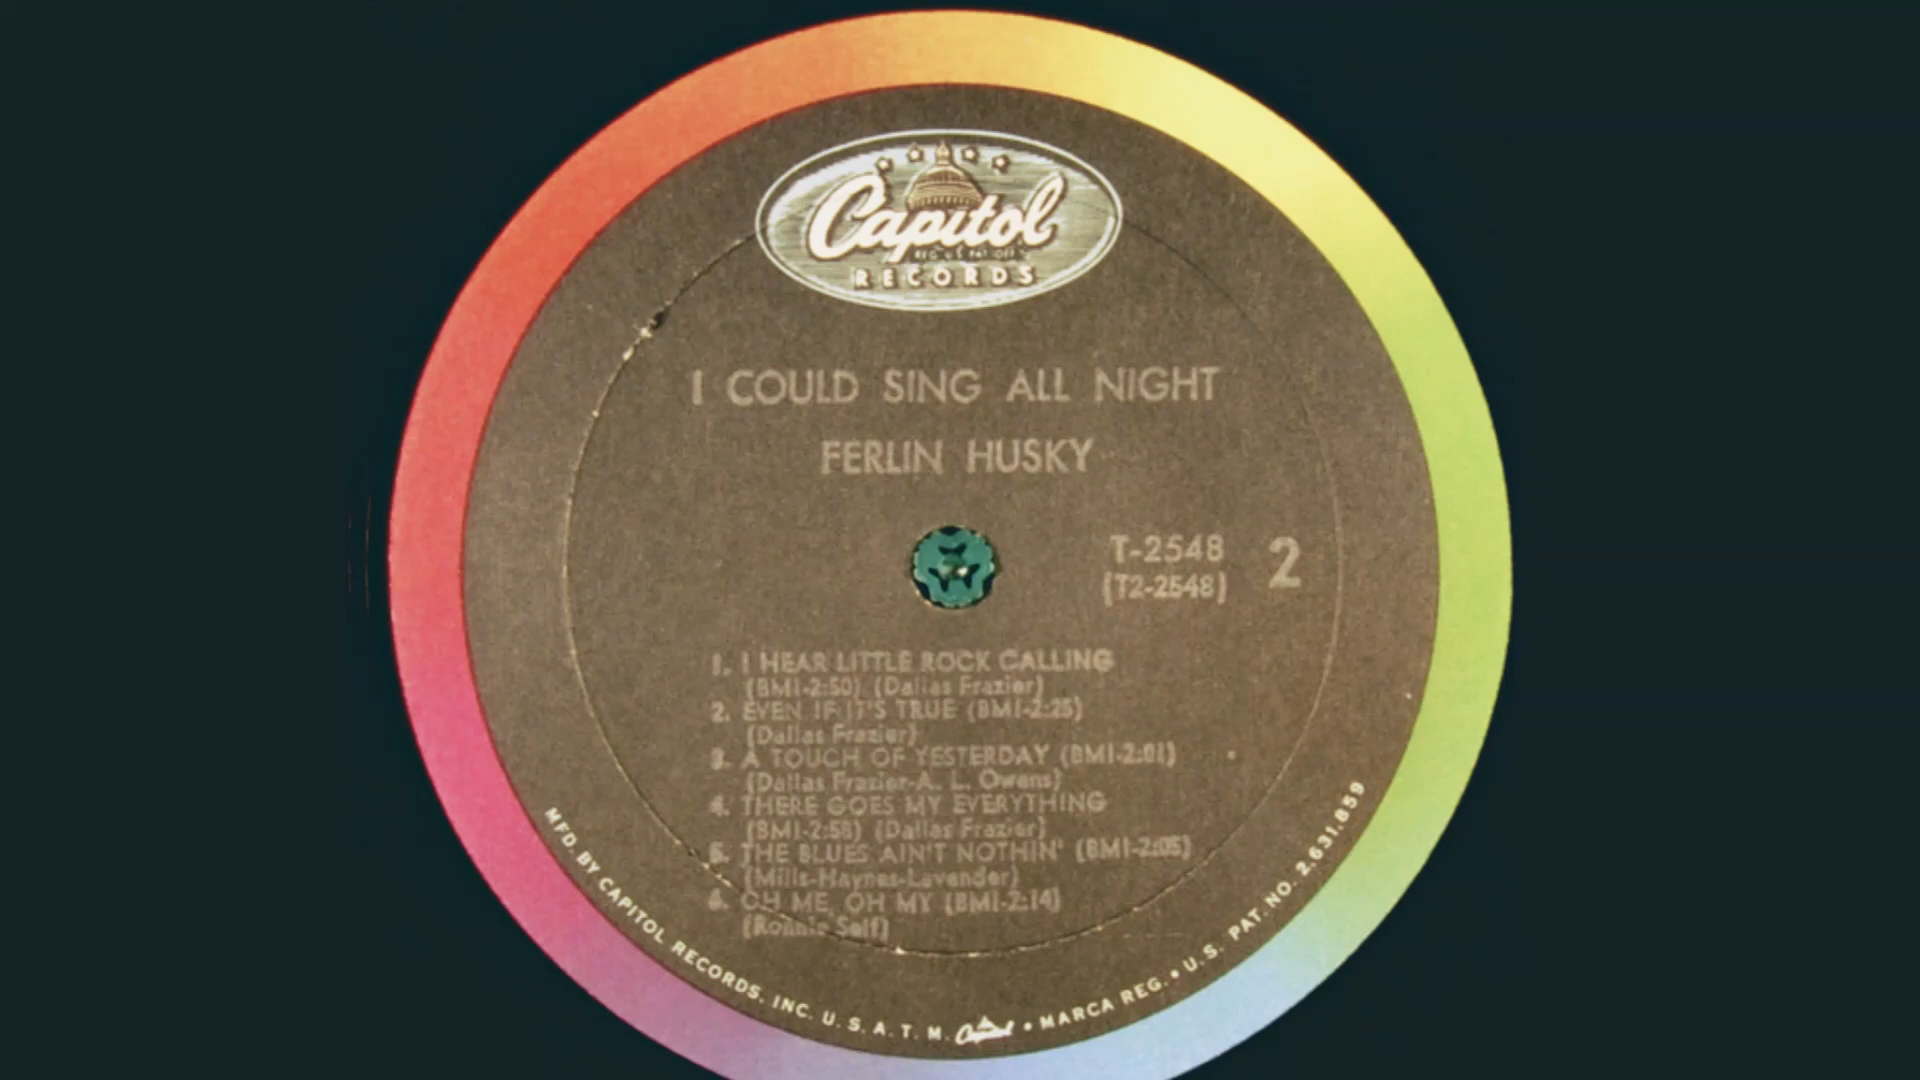 Capitol
REG. U.S. PAT. OFF.
RECORDS
I COULD SING ALL NIGHT
FERLIN HUSKY
T-2548
(T2-2548)
2
1. I HEAR LITTLE ROCK CALLING
(BMI-2:50) (Dallas Frazier)
2. EVEN IF IT'S TRUE (BMI-2:25)
(Dallas Frazier)
3. A TOUCH OF YESTERDAY (BMI-2:01)
(Dallas Frazier-A. L. Owens)
4. THERE GOES MY EVERYTHING
(BMI-2:58) (Dallas Frazier)
5. THE BLUES AIN'T NOTHIN' (BMI-2:05)
(Mills-Haynes-Lavender)
6. OH ME, OH MY (BMI-2:14)
(Ronnie Self)
MFD. BY CAPITOL RECORDS, INC. U.S.A. T.M. Capitol • MARCA REG. • U.S. PAT. NO. 2,631,859